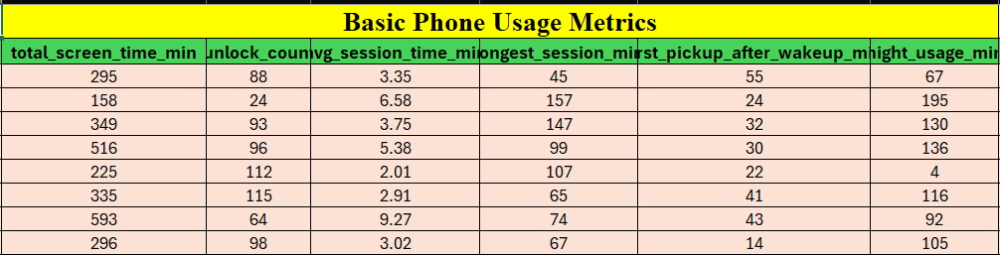 Basic Phone Usage Metrics
total_screen_time_min unlock_coun vg_session_time_mi ongest_session_mi rst_pickup_after_wakeup_m night_usage_min
295 88 3.35 45 55 67
158 24 6.58 157 24 195
349 93 3.75 147 32 130
516 96 5.38 99 30 136
225 112 2.01 107 22 4
335 115 2.91 65 41 116
593 64 9.27 74 43 92
296 98 3.02 67 14 105